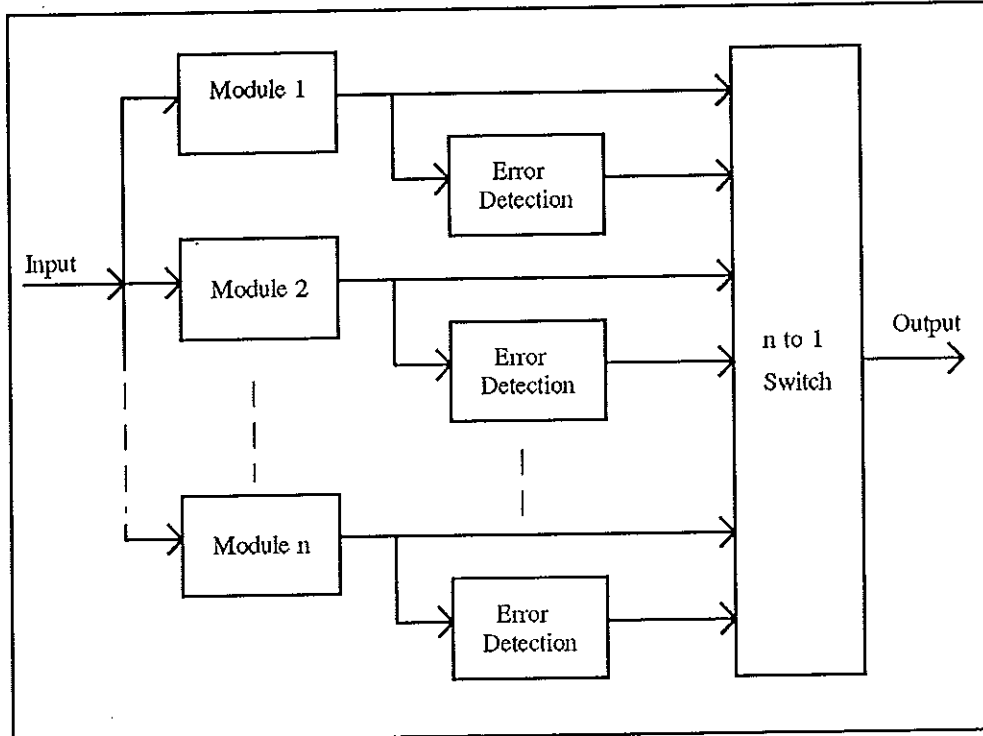 Module 1
Error
Detection
Input
Module 2
Error
Detection
n to 1
Switch
Output
Module n
Error
Detection